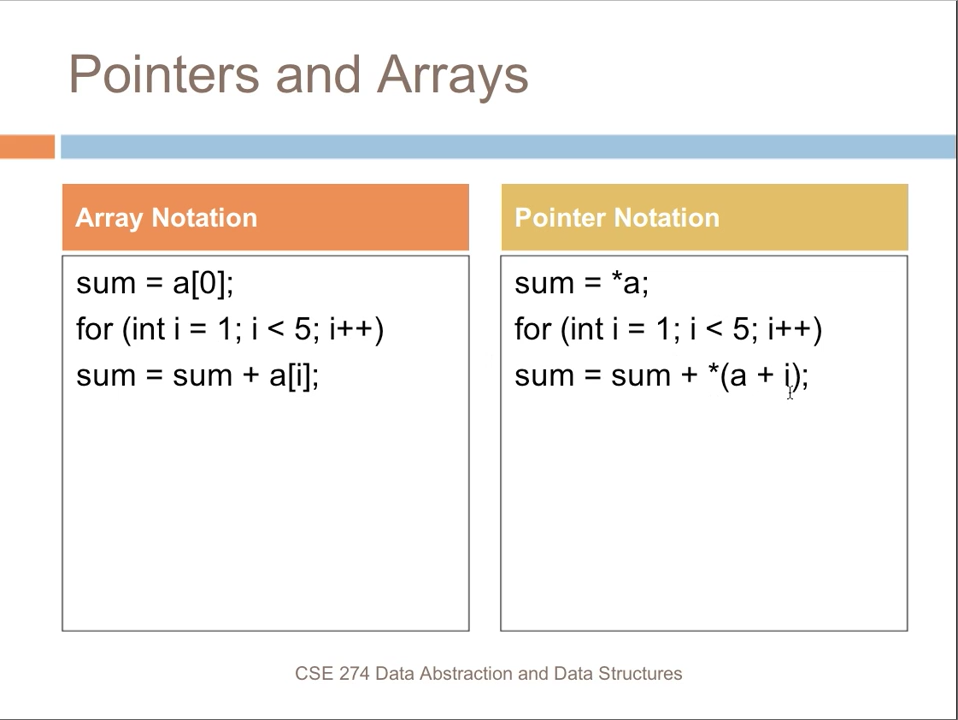 Pointers and Arrays
Array Notation
sum = a[0];
for (int i = 1; i < 5; i++)
sum = sum + a[i];
Pointer Notation
sum = *a;
for (int i = 1; i < 5; i++)
sum = sum + *(a + i);
CSE 274 Data Abstraction and Data Structures